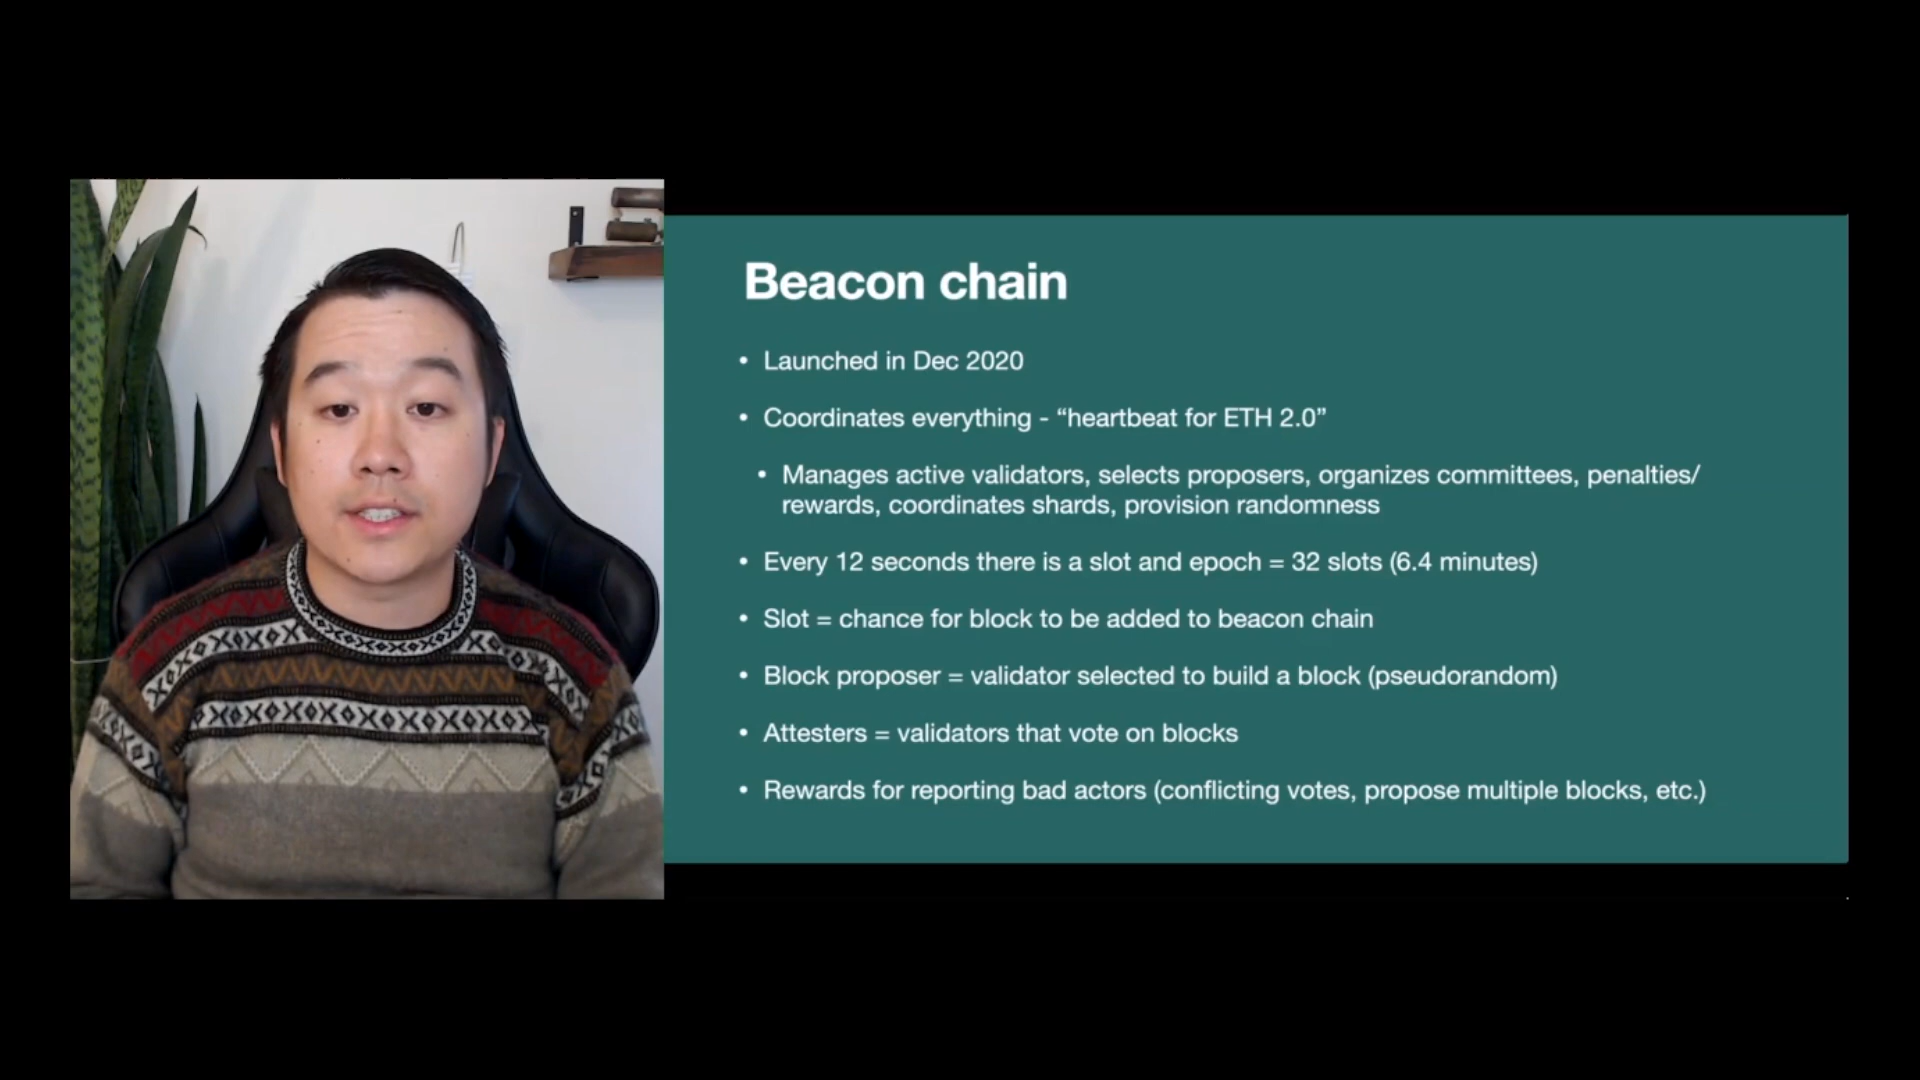 Beacon chain
• Launched in Dec 2020
• Coordinates everything - “heartbeat for ETH 2.0”
• Manages active validators, selects proposers, organizes committees, penalties/
rewards, coordinates shards, provision randomness
• Every 12 seconds there is a slot and epoch = 32 slots (6.4 minutes)
• Slot = chance for block to be added to beacon chain
• Block proposer = validator selected to build a block (pseudorandom)
• Attesters = validators that vote on blocks
• Rewards for reporting bad actors (conflicting votes, propose multiple blocks, etc.)